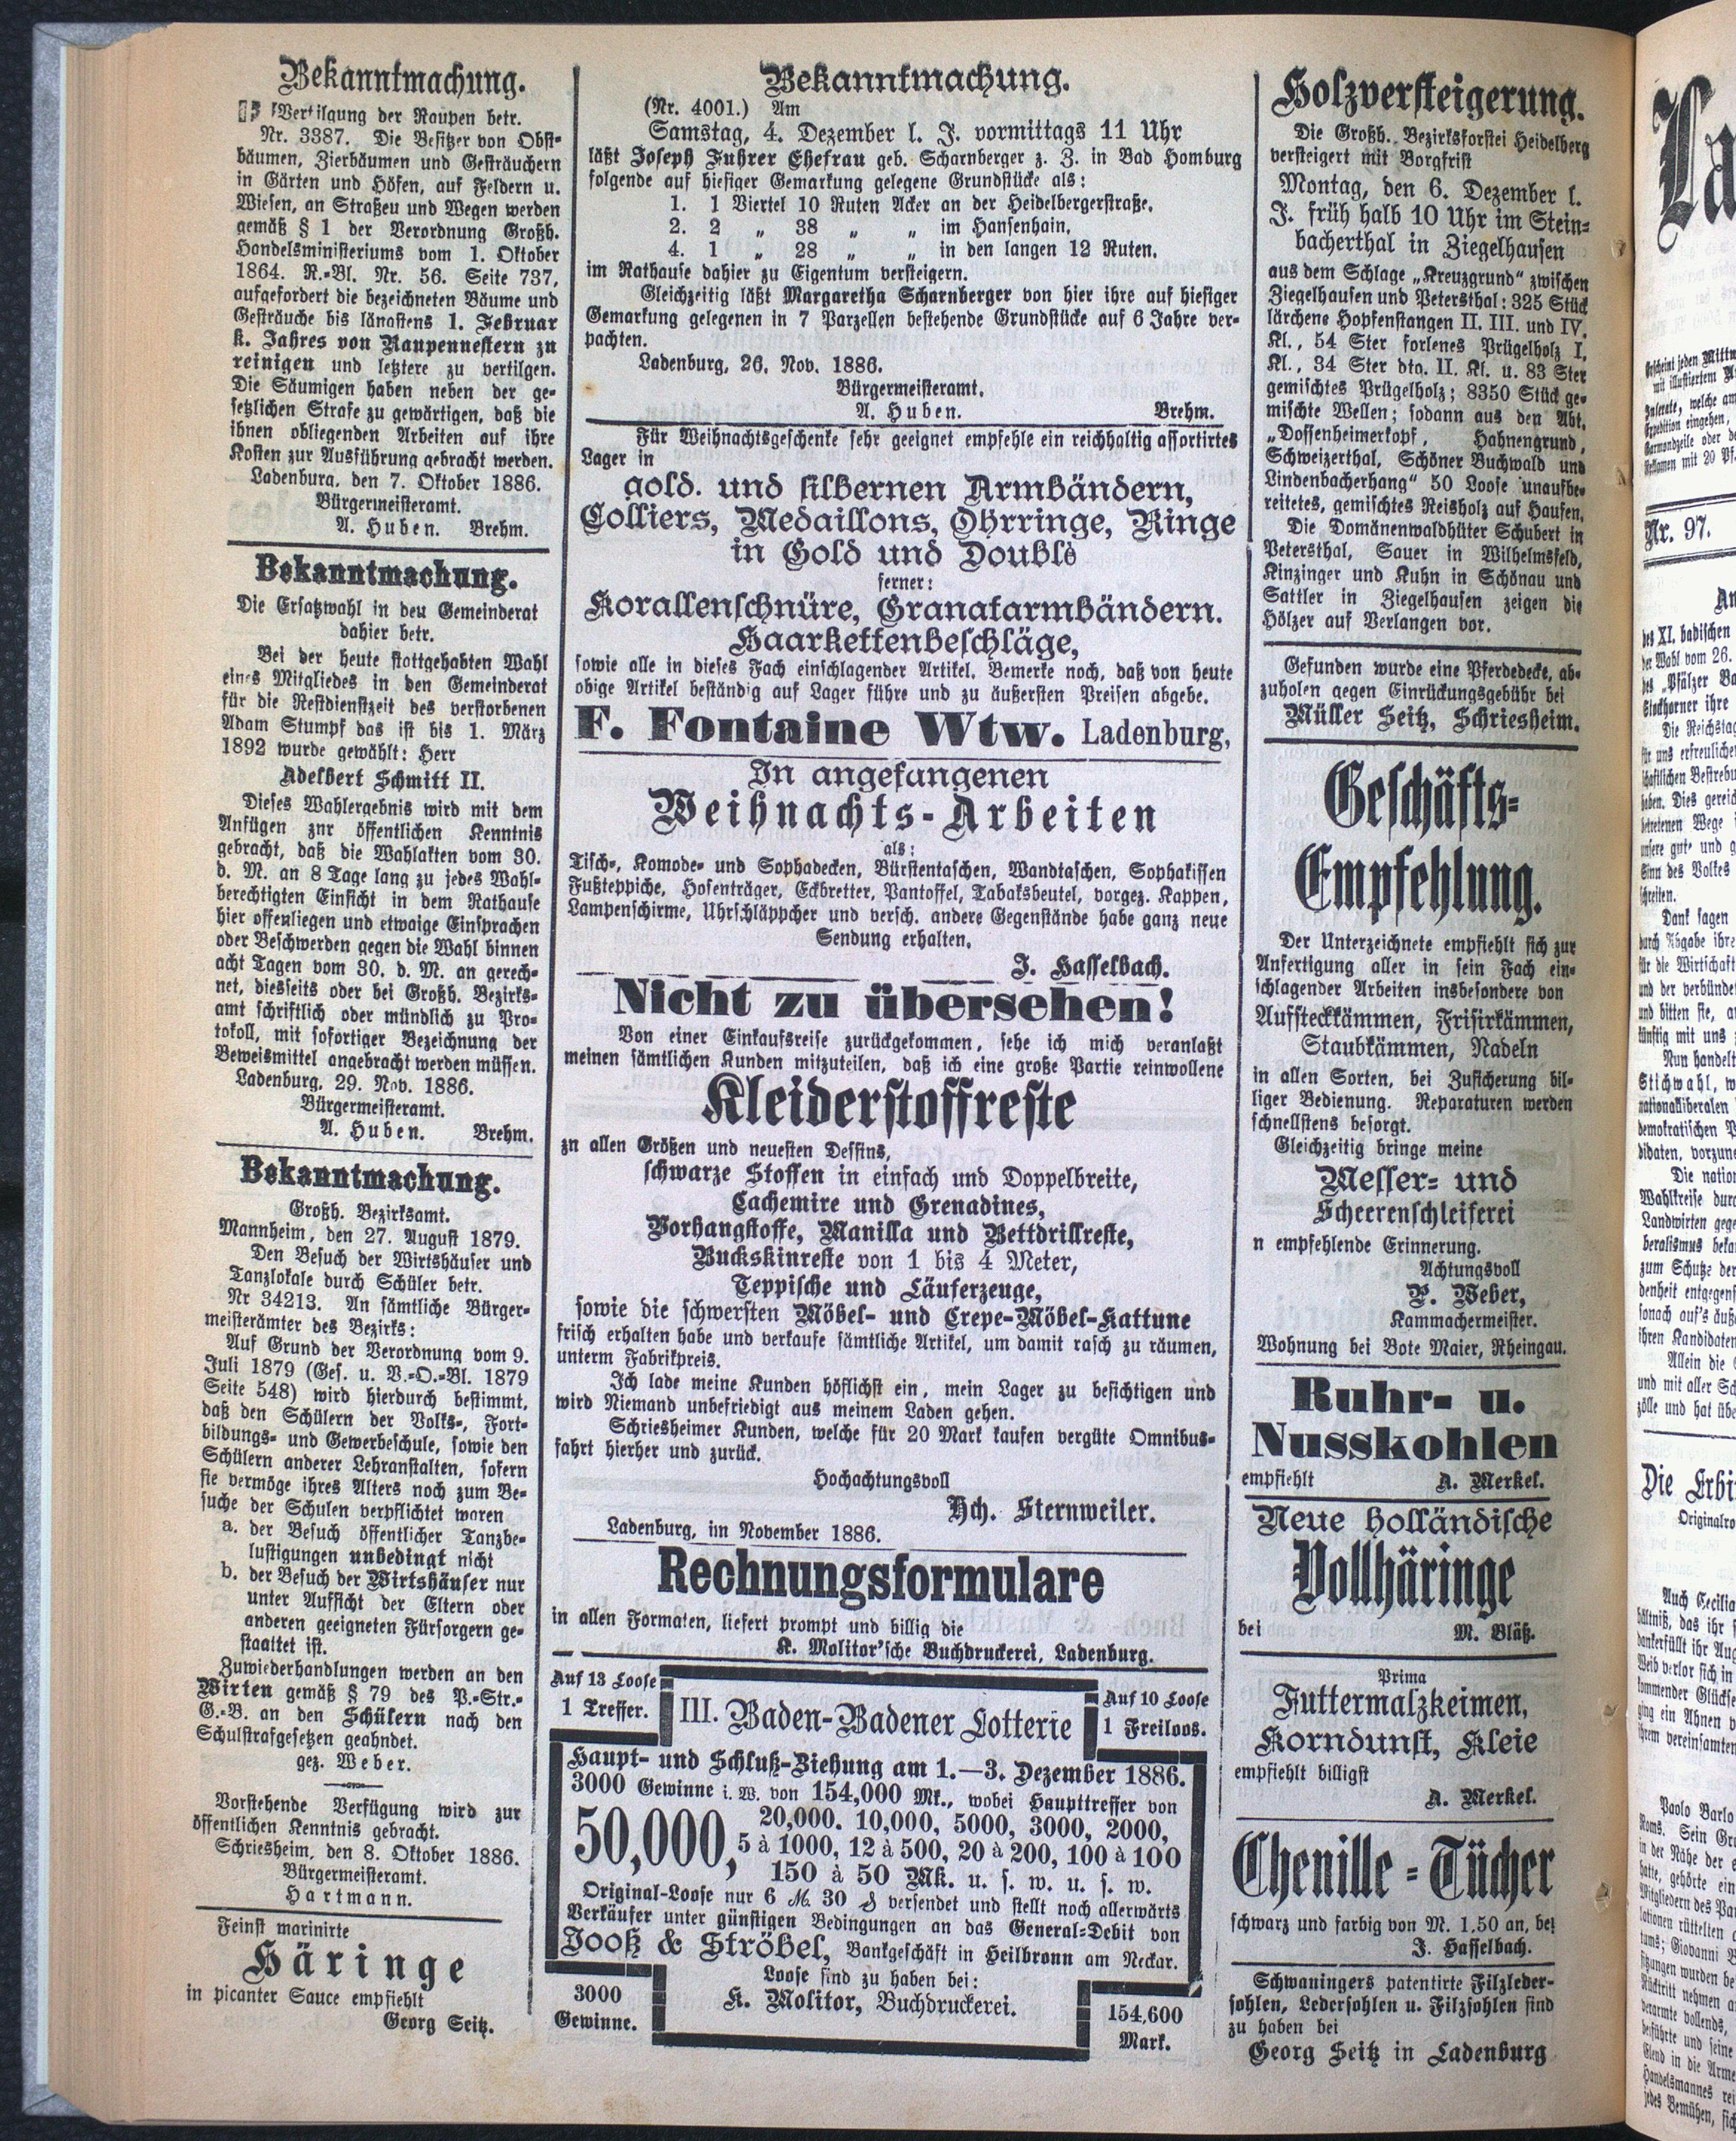 Bekanntmachung.
Vertilgung der Raupen betr.
Nr. 3387. Die Besitzer von Obst-
bäumen, Zierbäumen und Gesträuchern
in Gärten und Höfen, auf Feldern u.
Wiesen, an Straßeu und Wegen werden
gemäß § 1 der Verordnung Großh.
Handelsministeriums vom 1. Oktober
1864. R.-Bl. Nr. 56. Seite 737,
aufgefordert die bezeichneten Bäume und
Gesträuche bis längstens 1. Februar
k. Jahres von Raupennestern zu
reinigen und letztere zu vertilgen.
Die Säumigen haben neben der ge-
setzlichen Strafe zu gewärtigen, daß die
ihnen obliegenden Arbeiten auf ihre
Kosten zur Ausführung gebracht werden.
Ladenburg, den 7. Oktober 1886.
Bürgermeisteramt.
A. Huben. Brehm.
Bekanntmachung.
Die Ersatzwahl in deu Gemeinderat
dahier betr.
Bei der heute stattgehabten Wahl
eines Mitgliedes in den Gemeinderat
für die Restdienstzeit des verstorbenen
Adam Stumpf das ist bis 1. März
1892 wurde gewählt: Herr
Adelbert Schmitt II.
Dieses Wahlergebnis wird mit dem
Anfügen znr öffentlichen Kenntnis
gebracht, daß die Wahlakten vom 30.
d. M. an 8 Tage lang zu jedes Wahl-
berechtigten Einsicht in dem Rathause
hier offenliegen und etwaige Einsprachen
oder Beschwerden gegen die Wahl binnen
acht Tagen vom 30. d. M. an gerech-
net, diesseits oder bei Großh. Bezirks-
amt schriftlich oder mündlich zu Pro-
tokoll, mit sofortiger Bezeichnung der
Beweismittel angebracht werden müssen.
Ladenburg, 29. Nov. 1886.
Bürgermeisteramt.
A. Huben. Brehm.
Bekanntmachung.
Großh. Bezirksamt.
Mannheim, den 27. August 1879.
Den Besuch der Wirtshäuser und
Tanzlokale durch Schüler betr.
Nr 34213. An sämtliche Bürger-
meisterämter des Bezirks:
Auf Grund der Verordnung vom 9.
Juli 1879 (Ges. u. V.-O.-Bl. 1879
Seite 548) wird hierdurch bestimmt,
daß den Schülern der Volks-, Fort-
bildungs- und Gewerbeschule, sowie den
Schülern anderer Lehranstalten, sofern
sie vermöge ihres Alters noch zum Be-
suche der Schulen verpflichtet waren
a. der Besuch öffentlicher Tanzbe-
lustigungen unbedingt nicht
b. der Besuch der Wirtshäuser nur
unter Aufsicht der Eltern oder
anderen geeigneten Fürsorgern ge-
staatet ist.
Zuwiederhandlungen werden an den
Wirten gemäß § 79 des P.-Str.-
G.-B. an den Schülern nach den
Schulstrafgesetzen geahndet.
gez. Weber.
Vorstehende Verfügung wird zur
öffentlichen Kenntnis gebracht.
Schriesheim, den 8. Oktober 1886.
Bürgermeisteramt.
Hartmann.
Feinst marinirte
Häringe
in picanter Sauce empfiehlt
Georg Seitz.
Bekanntmachung.
(Nr. 4001.) Am
Samstag, 4. Dezember l. J. vormittags 11 Uhr
läßt Joseph Fuhrer Ehefrau geb. Scharnberger z. Z. in Bad Homburg
folgende auf hiesiger Gemarkung gelegene Grundstücke als:
1. 1 Viertel 10 Ruten Acker an der Heidelbergerstraße.
2. 2 „ 38 „ „ im Hansenhain.
4. 1 „ 28 „ „ in den langen 12 Ruten.
im Rathause dahier zu Eigentum versteigern.
Gleichzeitig läßt Margaretha Scharnberger von hier ihre auf hiesiger
Gemarkung gelegenen in 7 Parzellen bestehende Grundstücke auf 6 Jahre ver-
pachten.
Ladenburg, 26. Nov. 1886.
Bürgermeisteramt.
A. Huben. Brehm.
Für Weihnachtsgeschenke sehr geeignet empfehle ein reichhaltig assortirtes
Lager in
gold. und silbernen Armbändern,
Colliers, Medaillons, Ohrringe, Ringe
in Gold und Doublè
ferner:
Korallenschnüre, Granatarmbändern.
Haarkettenbeschläge,
sowie alle in dieses Fach einschlagender Artikel. Bemerke noch, daß von heute
obige Artikel beständig auf Lager führe und zu äußersten Preisen abgebe.
F. Fontaine Wtw. Ladenburg,
In angefangenen
Weihnachts-Arbeiten
als:
Tisch-, Komode- und Sophadecken, Bürstentaschen, Wandtaschen, Sophakissen
Fußteppiche, Hosenträger, Eckbretter, Pantoffel, Tabaksbeutel, vorgez. Kappen,
Lampenschirme, Uhrschläppcher und versch. andere Gegenstände habe ganz neue
Sendung erhalten.
J. Hasselbach.
Nicht zu übersehen!
Von einer Einkaufsreise zurückgekommen, sehe ich mich veranlaßt
meinen sämtlichen Kunden mitzuteilen, daß ich eine große Partie reinwollene
Kleiderstoffreste
zn allen Größen und neuesten Dessins,
schwarze Stoffen in einfach und Doppelbreite,
Cachemire und Grenadines,
Vorhangstoffe, Manilla und Bettdrillreste,
Buckskinreste von 1 bis 4 Meter,
Teppische und Läuferzeuge,
sowie die schwersten Möbel- und Crepe-Möbel-Kattune
frisch erhalten habe und verkaufe sämtliche Artikel, um damit rasch zu räumen,
unterm Fabrikpreis.
Ich lade meine Kunden höflichst ein, mein Lager zu besichtigen und
wird Niemand unbefriedigt aus meinem Laden gehen.
Schriesheimer Kunden, welche für 20 Mark kaufen vergüte Omnibus-
fahrt hierher und zurück.
Hochachtungsvoll
Hch. Sternweiler.
Ladenburg, im November 1886.
Rechnungsformulare
in allen Formaten, liefert prompt und billig die
K. Molitor'sche Buchdruckerei, Ladenburg.
Auf 13 Loose
1 Treffer.
III. Baden-Badener Lotterie
Auf 10 Loose
1 Freiloos.
Haupt- und Schluß-Ziehung am 1.—3. Dezember 1886.
3000 Gewinne i. W. von 154,000 Mk., wobei Haupttreffer von
50,000, 20,000. 10,000, 5000, 3000, 2000,
5 à 1000, 12 à 500, 20 à 200, 100 à 100
150 à 50 Mk. u. s. w. u. s. w.
Original-Loose nur 6 M. 30 ₰ versendet und stellt noch allerwärts
Verkäufer unter günstigen Bedingungen an das General-Debit von
Jooß & Ströbel, Bankgeschäft in Heilbronn am Neckar.
Loose sind zu haben bei:
K. Molitor, Buchdruckerei.
3000
Gewinne.
154,600
Mark.
Holzversteigerung.
Die Großh. Bezirksforstei Heidelberg
versteigert mit Borgfrist
Montag, den 6. Dezember l.
J. früh halb 10 Uhr im Stein-
bacherthal in Ziegelhausen
aus dem Schlage „Kreuzgrund“ zwischen
Ziegelhausen und Petersthal: 325 Stück
lärchene Hopfenstangen II. III. und IV.
Kl., 54 Ster forlenes Prügelholz I.
Kl., 34 Ster dto. II. Kl. u. 83 Ster
gemischtes Prügelholz; 8350 Stück ge-
mischte Wellen; sodann aus den Abt.
„Dossenheimerkopf, Hahnengrund,
Schweizerthal, Schöner Buchwald und
Lindenbacherhang“ 50 Loose unaufbe-
reitetes, gemischtes Reisholz auf Haufen.
Die Domänenwaldhüter Schubert in
Petersthal, Sauer in Wilhelmsfeld,
Kinzinger und Kuhn in Schönau und
Sattler in Ziegelhausen zeigen die
Hölzer auf Verlangen vor.
Gefunden wurde eine Pferdedecke, ab-
zuholen gegen Einrückungsgebühr bei
Müller Seitz, Schriesheim.
Geschäfts-
Empfehlung.
Der Unterzeichnete empfiehlt sich zur
Anfertigung aller in sein Fach ein-
schlagender Arbeiten insbesondere von
Aufsteckkämmen, Frisirkämmen,
Staubkämmen, Nadeln
in allen Sorten, bei Zusicherung bil-
liger Bedienung. Reparaturen werden
schnellstens besorgt.
Gleichzeitig bringe meine
Messer- und
Scheerenschleiferei
n empfehlende Erinnerung.
Achtungsvoll
P. Weber,
Kammachermeister.
Wohnung bei Bote Maier, Rheingau.
Ruhr- u.
Nusskohlen
empfiehlt A. Merkel.
Neue holländische
Vollhäringe
bei M. Bläß.
Prima
Futtermalzkeimen,
Korndunst, Kleie
empfiehlt billigst
A. Merkel.
Chenille-Tücher
schwarz und farbig von M. 1.50 an, bei
J. Hasselbach.
Schwaningers patentirte Filzleder-
sohlen, Ledersohlen u. Filzsohlen sind
zu haben bei
Georg Seitz in Ladenburg
La
Nr. 97.